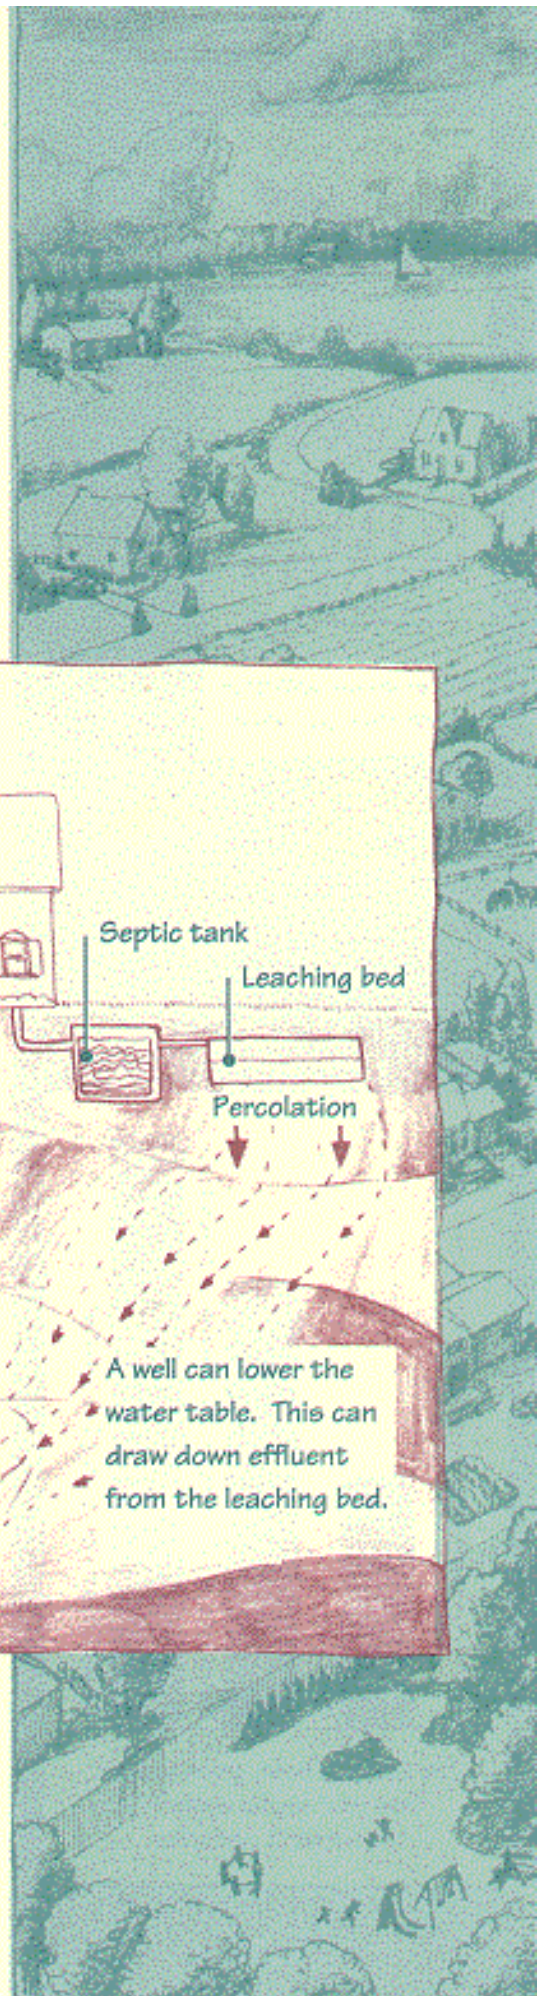 Septic tank
Leaching bed
Percolation
A well can lower the
water table. This can
draw down effluent
from the leaching bed.